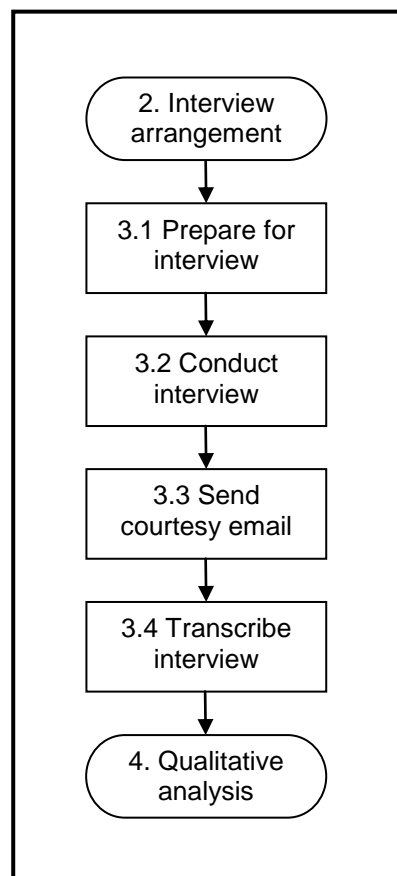 2. Interview
arrangement
3.1 Prepare for
interview
3.2 Conduct
interview
3.3 Send
courtesy email
3.4 Transcribe
interview
4. Qualitative
analysis